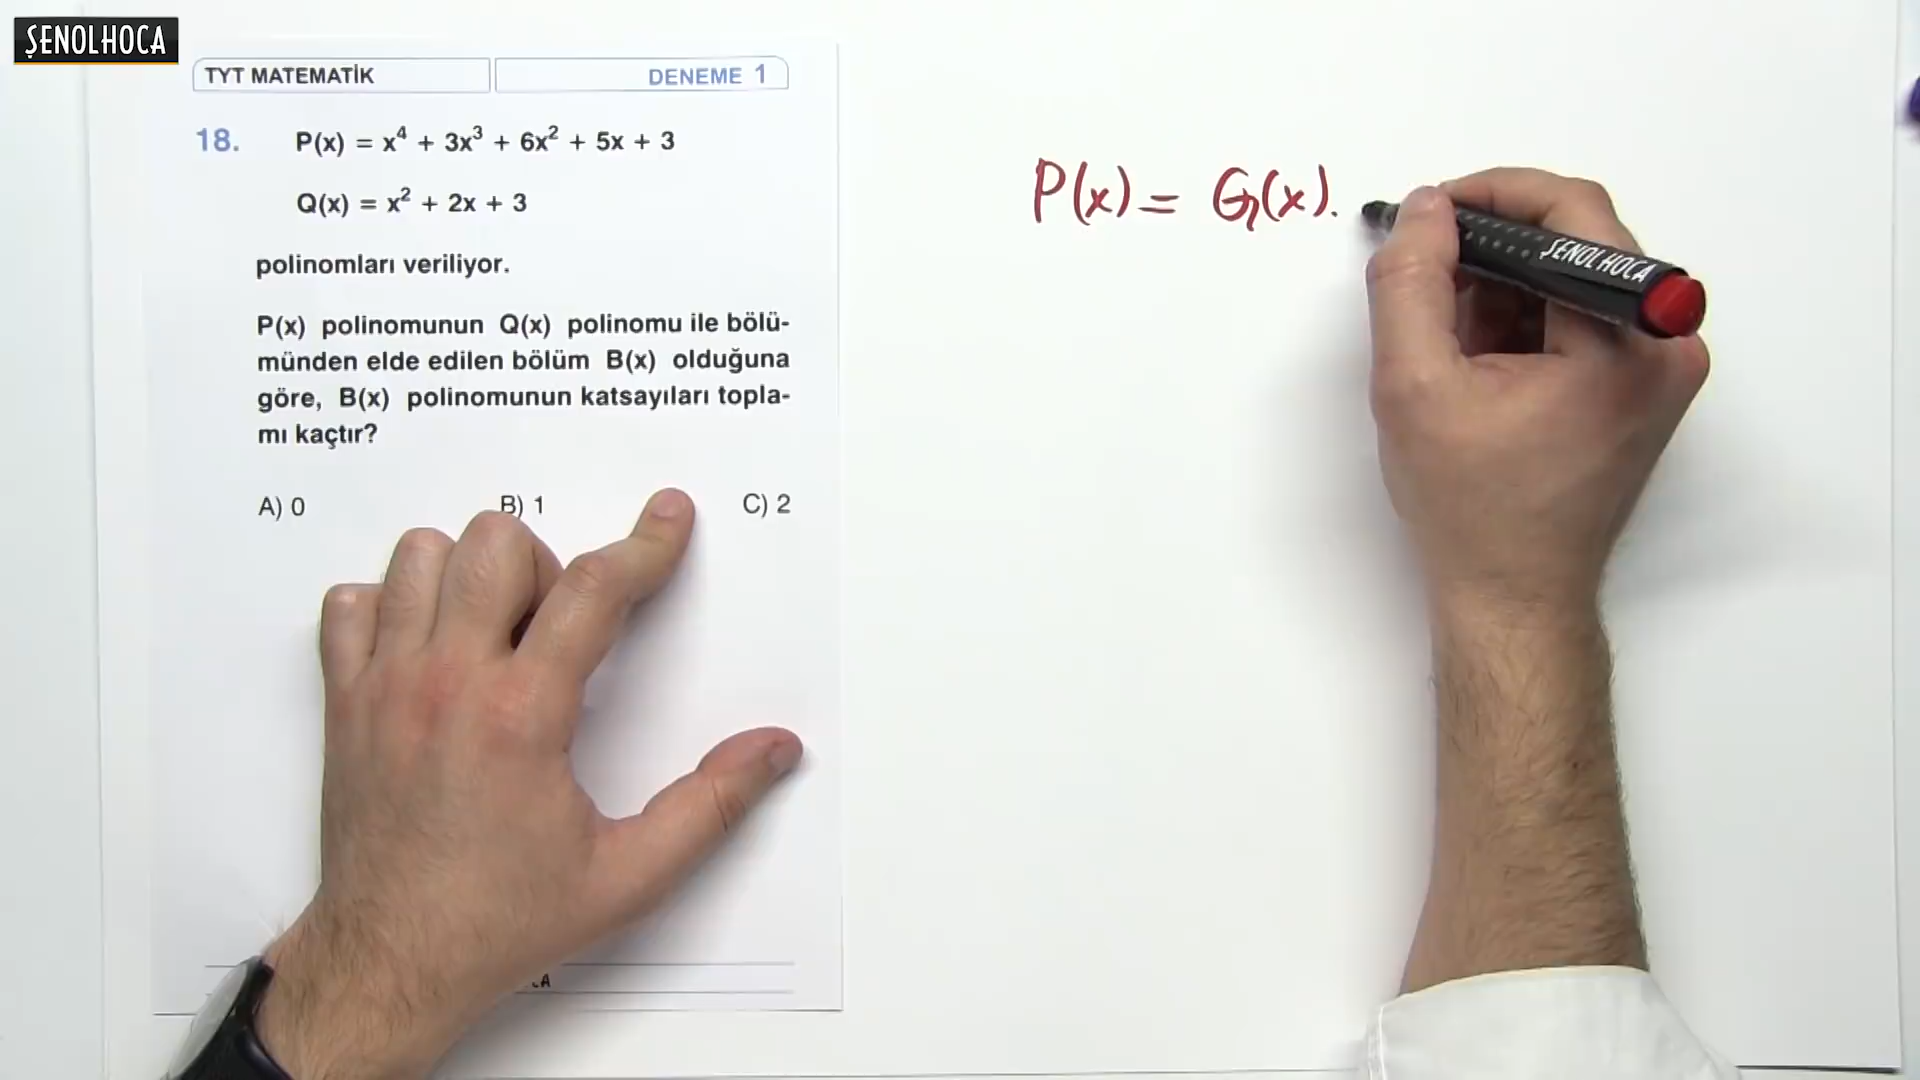 ŞENOLHOCA
TYT MATEMATİK
DENEME 1
18. P(x) = x⁴ + 3x³ + 6x² + 5x + 3
Q(x) = x² + 2x + 3
polinomları veriliyor.
P(x) polinomunun Q(x) polinomu ile bölü-
münden elde edilen bölüm B(x) olduğuna
göre, B(x) polinomunun katsayıları topla-
mı kaçtır?
A) 0 B) 1 C) 2
P(x) = Q(x).
ŞENOLHOCA